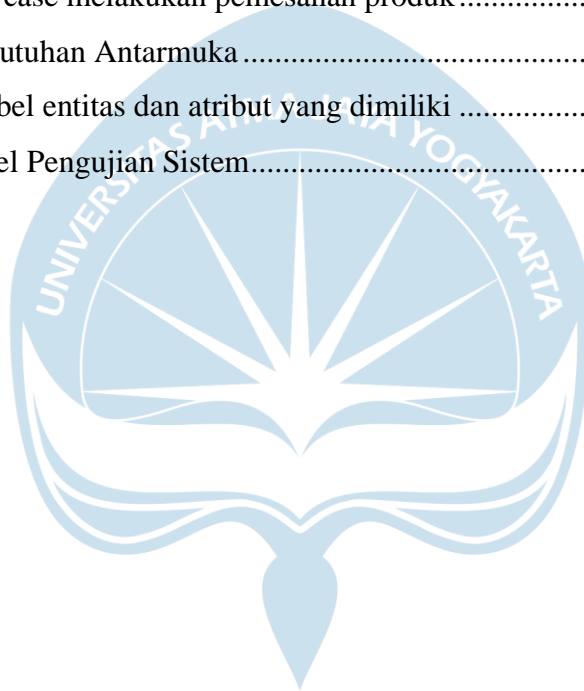 case melakukan pemesanan produk................
utuhan Antarmuka............................................
bel entitas dan atribut yang dimiliki................
el Pengujian Sistem...........................................
UNIVERSITAS ATMA JAYA YOGYAKARTA